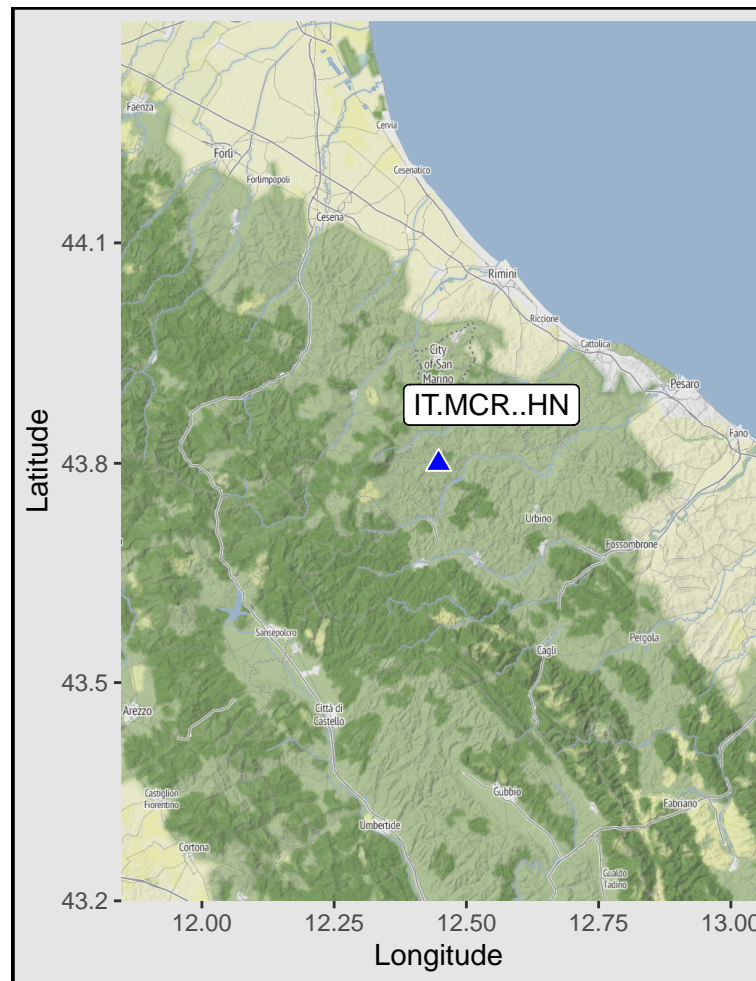 Faenza
Cervia
Forlì
Cesenatico
Forlimpopoli
Cesena
44.1
Rimini
Riccione
City
of San
Marino
Cattolica
Pesaro
IT.MCR..HN
Fano
Latitude
43.8
Urbino
Fossombrone
Sansepolcro
Pergola
Cagli
43.5
Arezzo
Città di
Castello
Castiglion
Fiorentino
Gubbio
Fabriano
Umbertide
Cortona
Gualdo
Tadino
43.2
12.00
12.25
12.50
12.75
13.00
Longitude